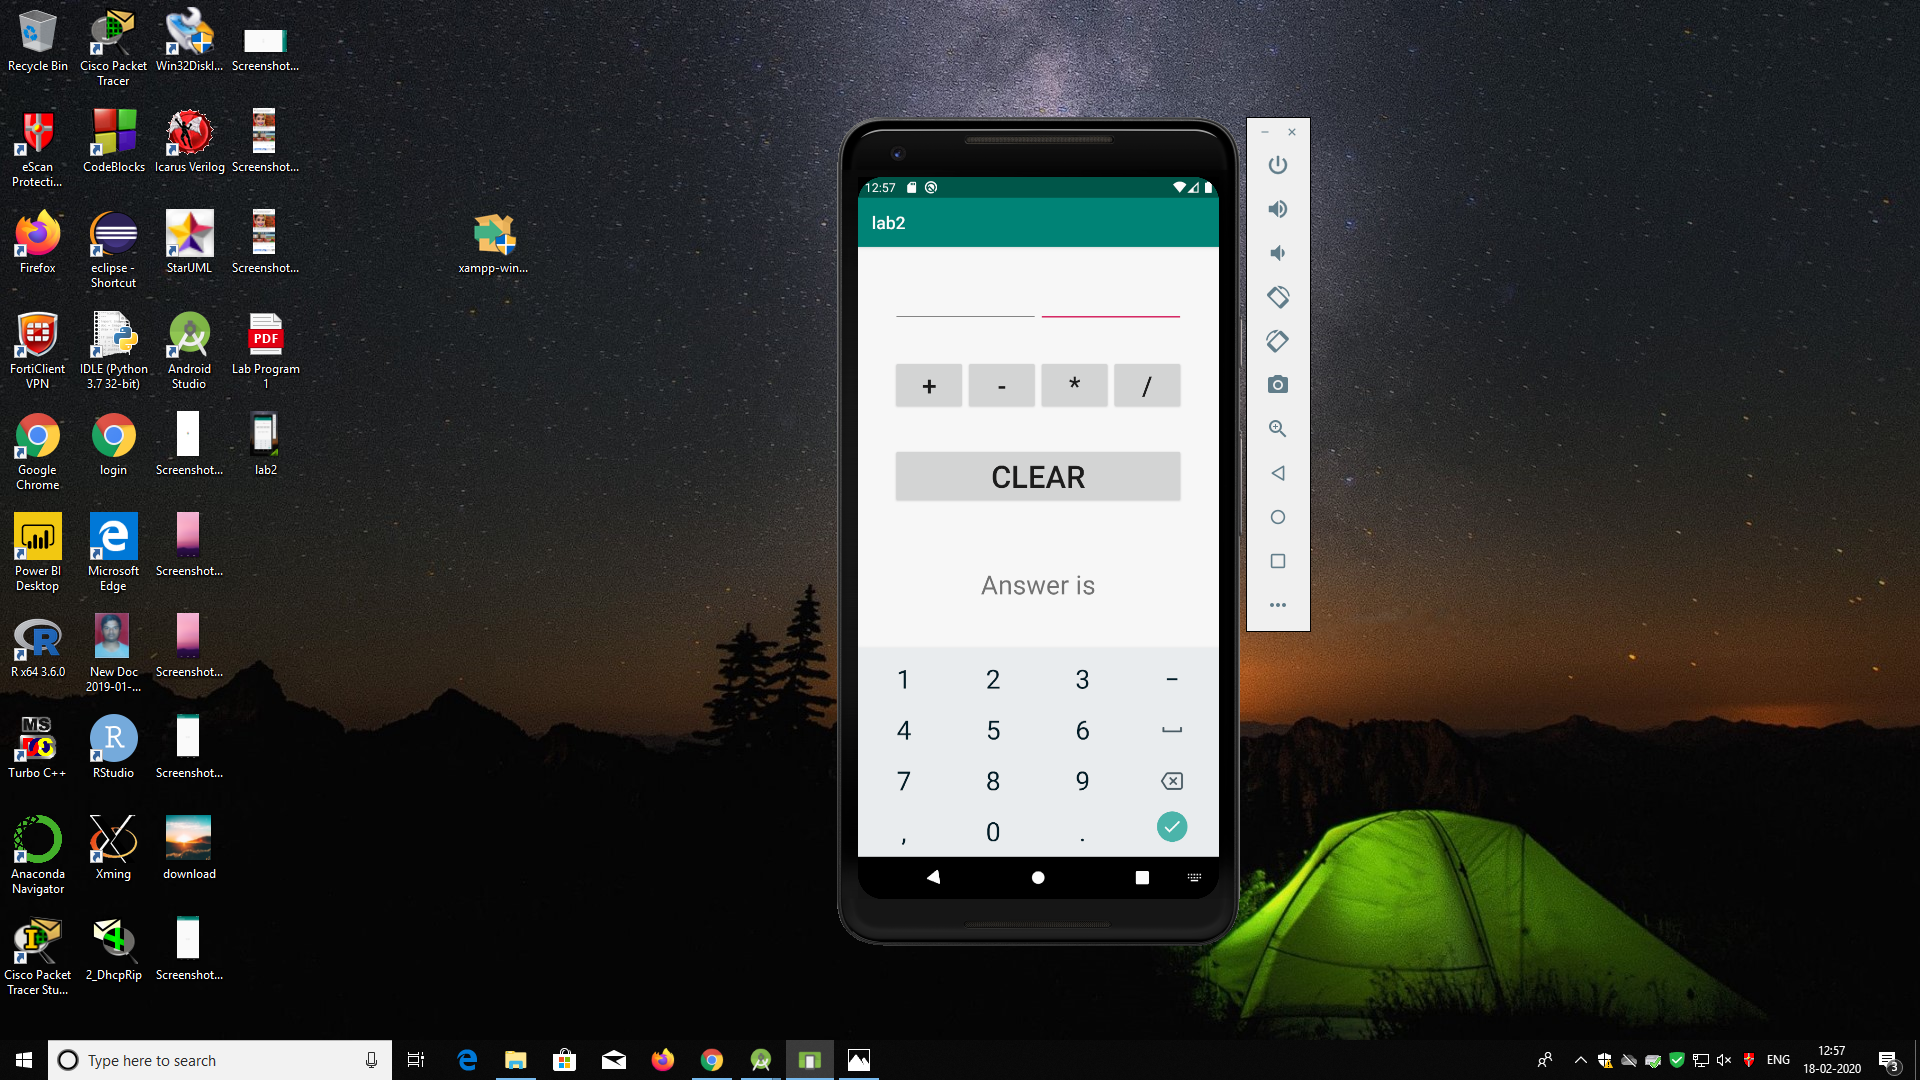 Recycle Bin
Cisco Packet
Tracer
Win32DiskI...
Screenshot...
eScan
Protecti...
CodeBlocks
Icarus Verilog
Screenshot...
Firefox
eclipse -
Shortcut
StarUML
Screenshot...
xampp-win...
FortiClient
VPN
IDLE (Python
3.7 32-bit)
Android
Studio
PDF
Lab Program
1
Google
Chrome
login
Screenshot...
lab2
Power BI
Desktop
Microsoft
Edge
Screenshot...
R x64 3.6.0
New Doc
2019-01-...
Screenshot...
MS
Turbo C++
R
RStudio
Screenshot...
Anaconda
Navigator
Xming
download
Cisco Packet
Tracer Stu...
2_DhcpRip
Screenshot...
12:57
lab2
+ - * /
CLEAR
Answer is
1 2 3 -
4 5 6
7 8 9
, 0 .
Type here to search
ENG
12:57
18-02-2020
3